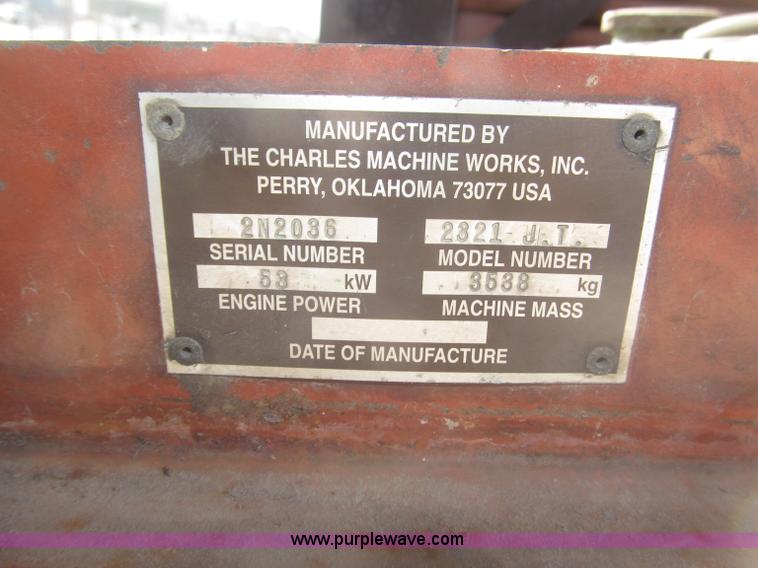 MANUFACTURED BY
THE CHARLES MACHINE WORKS, INC.
PERRY, OKLAHOMA 73077 USA
2N2036 2321 J.T.
SERIAL NUMBER MODEL NUMBER
53 kW 3538 kg
ENGINE POWER MACHINE MASS
DATE OF MANUFACTURE
www.purplewave.com